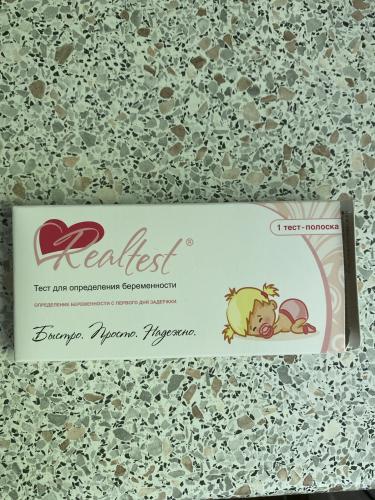 1 тест-полоска
Realtest®
Тест для определения беременности
ОПРЕДЕЛЕНИЕ БЕРЕМЕННОСТИ С ПЕРВОГО ДНЯ ЗАДЕРЖКИ
Быстро. Просто. Надежно.